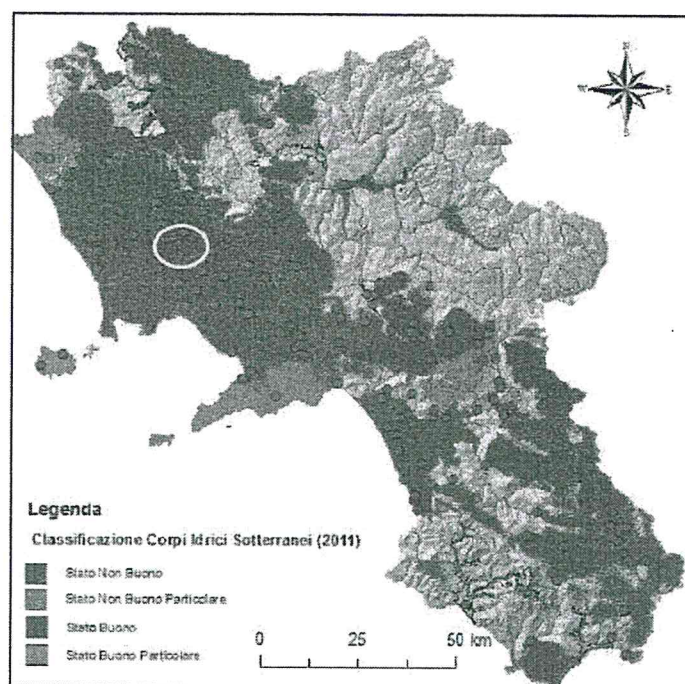 N
W E
S
Legenda
Classificazione Corpi Idrici Sotterranei (2011)
Stato Non Buono
Stato Non Buono Particolare
Stato Buono
Stato Buono Particolare
0 25 50 km